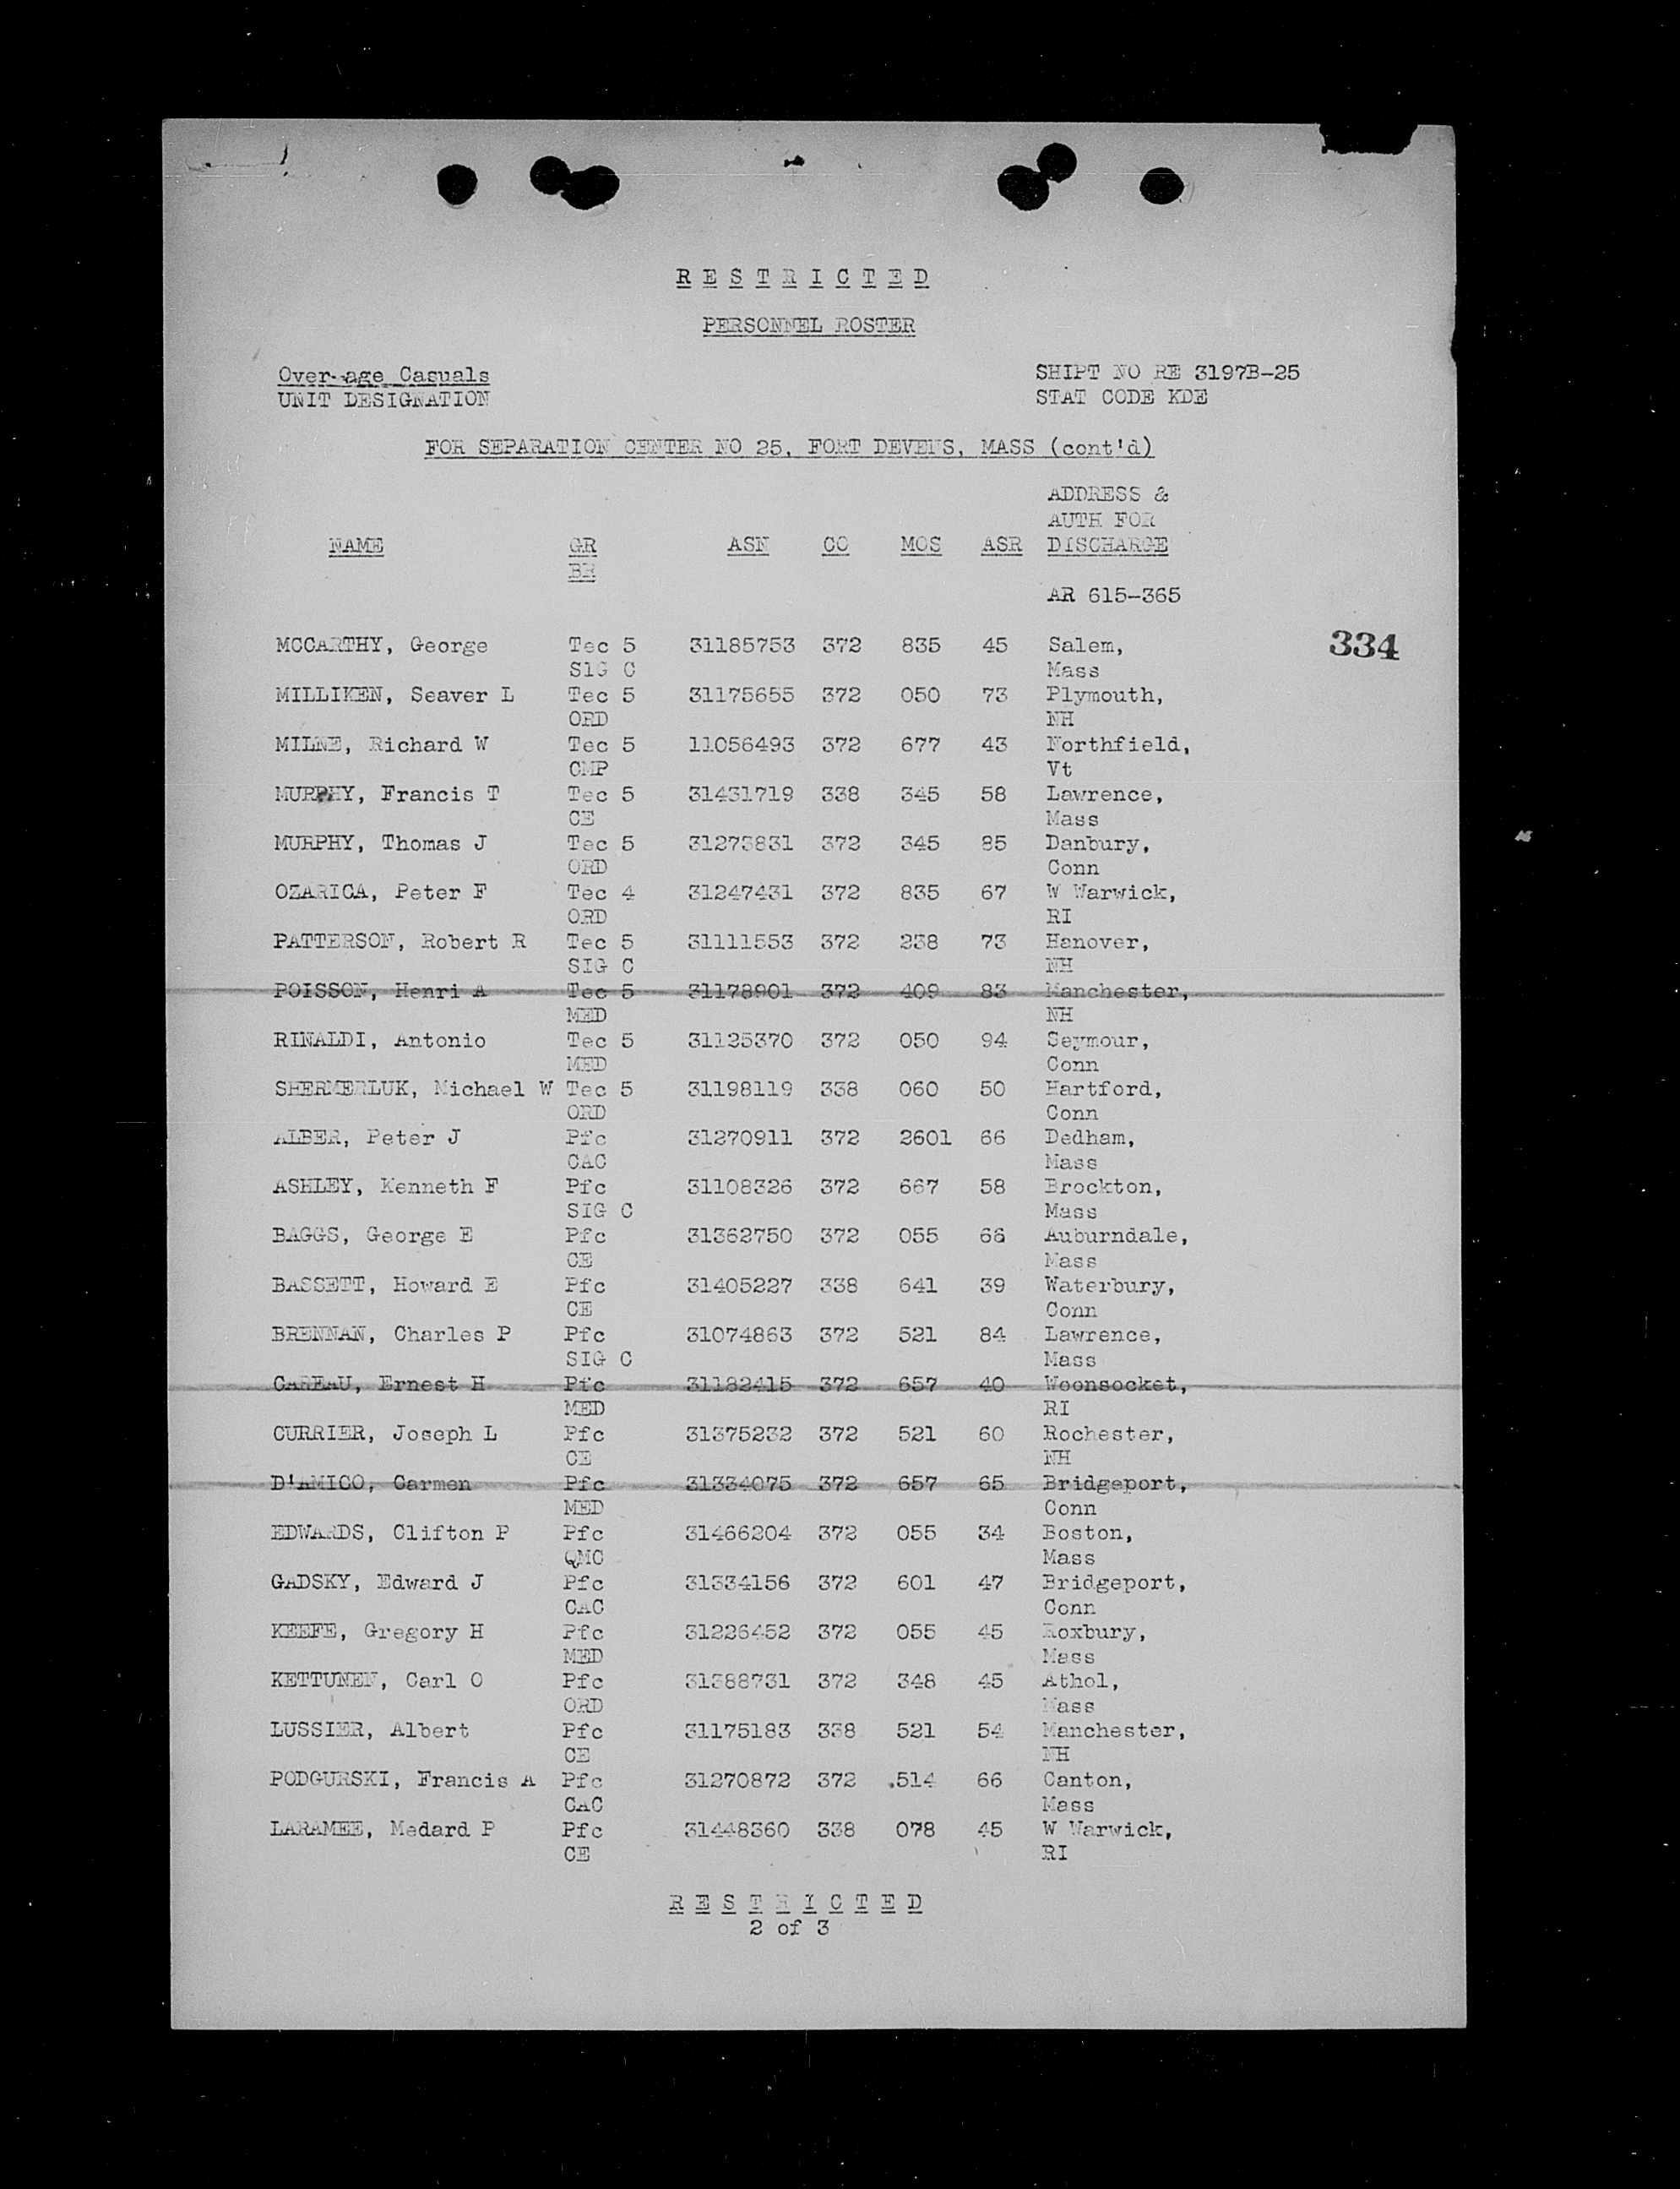 R E S T R I C T E D
PERSONNEL ROSTER
Over-age Casuals SHIPT NO RE 3197B-25
UNIT DESIGNATION STAT CODE KDE
FOR SEPARATION CENTER NO 25, FORT DEVENS, MASS (cont'd)
ADDRESS &
AUTH FOR
NAME GR ASN CO MOS ASR DISCHARGE
BR
AR 615-365
MCCARTHY, George Tec 5 31185753 372 835 45 Salem, 334
SIG C Mass
MILLIKEN, Seaver L Tec 5 31175655 372 050 73 Plymouth,
ORD NH
MILNE, Richard W Tec 5 11056493 372 677 43 Northfield,
CMP Vt
MURPHY, Francis T Tec 5 31431719 338 345 58 Lawrence,
CE Mass
MURPHY, Thomas J Tec 5 31273831 372 345 85 Danbury,
ORD Conn
OZARICA, Peter F Tec 4 31247431 372 835 67 W Warwick,
ORD RI
PATTERSON, Robert R Tec 5 31111553 372 238 73 Hanover,
SIG C NH
POISSON, Henri A Tec 5 31178901 372 409 83 Manchester,
MED NH
RINALDI, Antonio Tec 5 31125370 372 050 94 Seymour,
MED Conn
SHERMERLUK, Michael W Tec 5 31198119 338 060 50 Hartford,
ORD Conn
ALBER, Peter J Pfc 31270911 372 2601 66 Dedham,
CAC Mass
ASHLEY, Kenneth F Pfc 31108326 372 667 58 Brockton,
SIG C Mass
BAGGS, George E Pfc 31362750 372 055 66 Auburndale,
CE Mass
BASSETT, Howard E Pfc 31405227 338 641 39 Waterbury,
CE Conn
BRENNAN, Charles P Pfc 31074863 372 521 84 Lawrence,
SIG C Mass
CAREAU, Ernest H Pfc 31182415 372 657 40 Woonsocket,
MED RI
CURRIER, Joseph L Pfc 31375232 372 521 60 Rochester,
CE NH
D'AMICO, Carmen Pfc 31334075 372 657 65 Bridgeport,
MED Conn
EDWARDS, Clifton P Pfc 31466204 372 055 34 Boston,
QMC Mass
GADSKY, Edward J Pfc 31334156 372 601 47 Bridgeport,
CAC Conn
KEEFE, Gregory H Pfc 31226452 372 055 45 Roxbury,
MED Mass
KETTUNEN, Carl O Pfc 31388731 372 348 45 Athol,
ORD Mass
LUSSIER, Albert Pfc 31175183 338 521 54 Manchester,
CE NH
PODGURSKI, Francis A Pfc 31270872 372 .514 66 Canton,
CAC Mass
LARAMEE, Medard P Pfc 31448360 338 078 45 W Warwick,
CE RI
R E S T R I C T E D
2 of 3